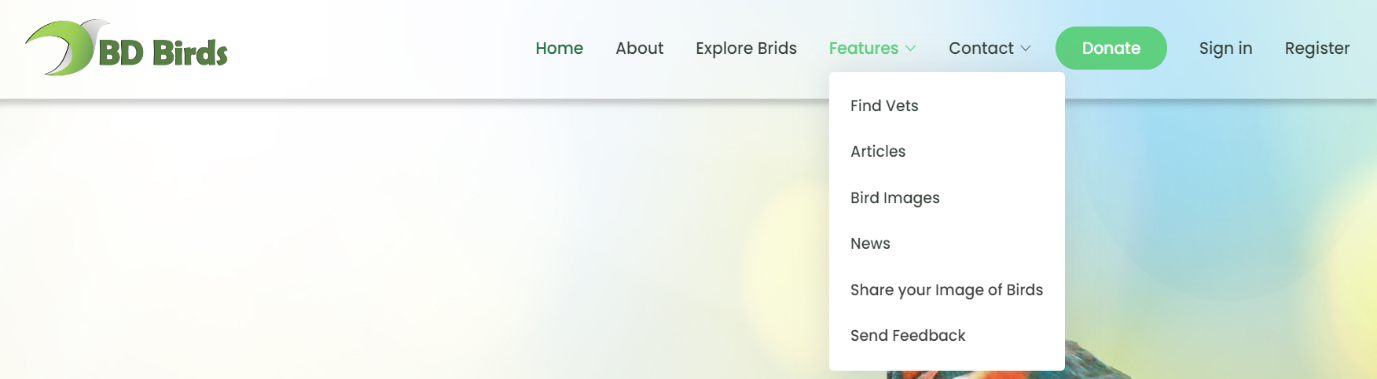 BD Birds
Home About Explore Brids Features Contact Donate Sign in Register
Find Vets
Articles
Bird Images
News
Share your Image of Birds
Send Feedback